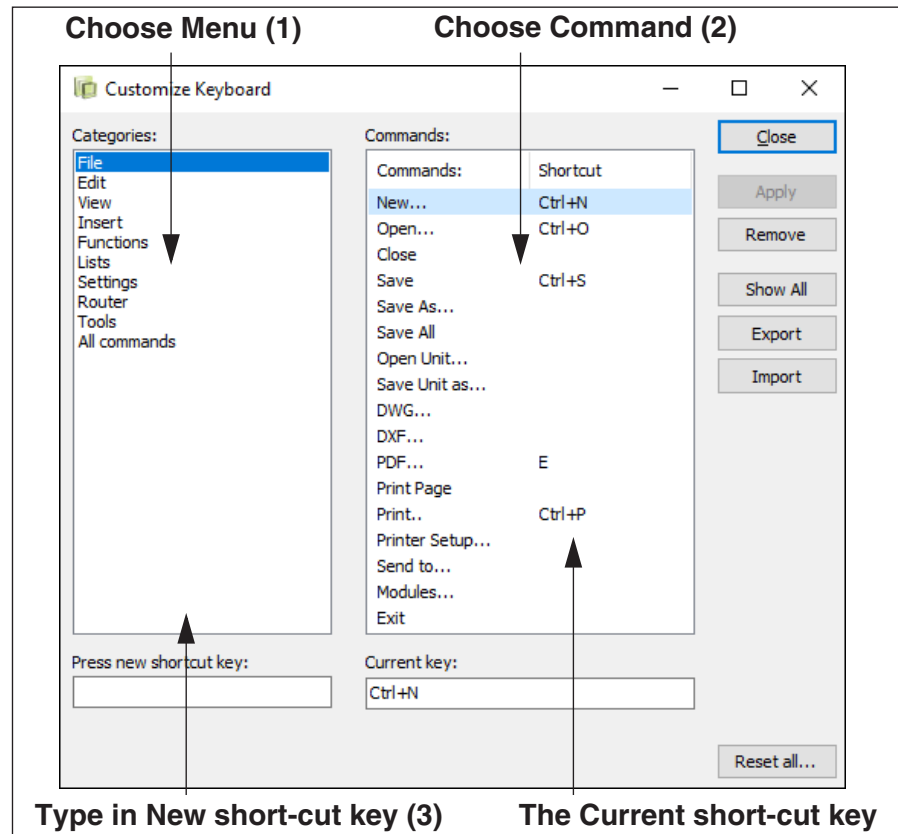 Choose Menu (1)
Choose Command (2)
Customize Keyboard
Categories:
File
Edit
View
Insert
Functions
Lists
Settings
Router
Tools
All commands
Commands:
Commands: Shortcut
New... Ctrl+N
Open... Ctrl+O
Close
Save Ctrl+S
Save As...
Save All
Open Unit...
Save Unit as...
DWG...
DXF...
PDF... E
Print Page
Print.. Ctrl+P
Printer Setup...
Send to...
Modules...
Exit
Close
Apply
Remove
Show All
Export
Import
Press new shortcut key:
Current key:
Ctrl+N
Reset all...
Type in New short-cut key (3)
The Current short-cut key